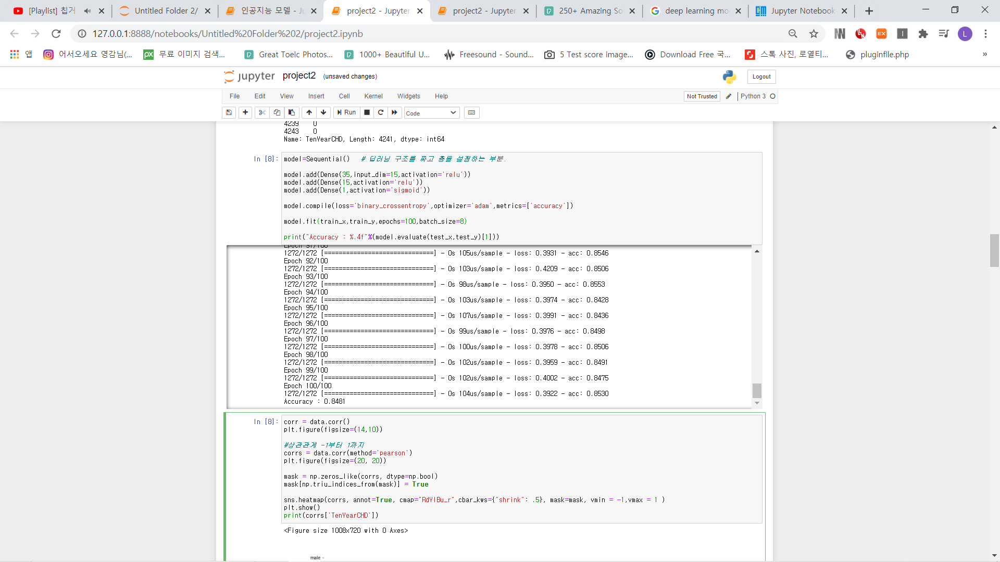 [Playlist] 칩거
Untitled Folder 2/
인공지능 모델 - Ju
project2 - Jupyter
project2 - Jupyter
250+ Amazing So
deep learning mo
Jupyter Notebook
127.0.0.1:8888/notebooks/Untitled%20Folder%202/project2.ipynb
EX
I
L
앱
어서오세요 영감님(...
px
무료 이미지 검색...
Great Toeic Photos...
1000+ Beautiful U...
Freesound - Sound...
5 Test score image...
Download Free 국...
스톡 사진, 로열티...
pluginfile.php
»
jupyter project2 (unsaved changes)
Logout
File Edit View Insert Cell Kernel Widgets Help
Not Trusted
Python 3
Run
Code
4239 0
4243 0
Name: TenYearCHD, Length: 4241, dtype: int64
In [8]:
model=Sequential() # 딥러닝 구조를 짜고 층을 설정하는 부분.
model.add(Dense(35,input_dim=15,activation='relu'))
model.add(Dense(15,activation='relu'))
model.add(Dense(1,activation='sigmoid'))
model.compile(loss='binary_crossentropy',optimizer='adam',metrics=['accuracy'])
model.fit(train_x,train_y,epochs=100,batch_size=8)
print("Accuracy : %.4f"%(model.evaluate(test_x,test_y)[1]))
Epoch 91/100
1272/1272 [==============================] - 0s 105us/sample - loss: 0.3931 - acc: 0.8546
Epoch 92/100
1272/1272 [==============================] - 0s 103us/sample - loss: 0.4209 - acc: 0.8506
Epoch 93/100
1272/1272 [==============================] - 0s 98us/sample - loss: 0.3950 - acc: 0.8553
Epoch 94/100
1272/1272 [==============================] - 0s 103us/sample - loss: 0.3974 - acc: 0.8428
Epoch 95/100
1272/1272 [==============================] - 0s 107us/sample - loss: 0.3991 - acc: 0.8436
Epoch 96/100
1272/1272 [==============================] - 0s 99us/sample - loss: 0.3976 - acc: 0.8498
Epoch 97/100
1272/1272 [==============================] - 0s 100us/sample - loss: 0.3978 - acc: 0.8506
Epoch 98/100
1272/1272 [==============================] - 0s 102us/sample - loss: 0.3959 - acc: 0.8491
Epoch 99/100
1272/1272 [==============================] - 0s 102us/sample - loss: 0.4002 - acc: 0.8475
Epoch 100/100
1272/1272 [==============================] - 0s 104us/sample - loss: 0.3922 - acc: 0.8530
Accuracy : 0.8481
In [8]:
corr = data.corr()
plt.figure(figsize=(14,10))
#상관관계 -1부터 1까지
corrs = data.corr(method='pearson')
plt.figure(figsize=(20, 20))
mask = np.zeros_like(corrs, dtype=np.bool)
mask[np.triu_indices_from(mask)] = True
sns.heatmap(corrs, annot=True, cmap="RdYlBu_r",cbar_kws={"shrink": .5}, mask=mask, vmin = -1,vmax = 1 )
plt.show()
print(corrs['TenYearCHD'])
<Figure size 1008x720 with 0 Axes>
male -